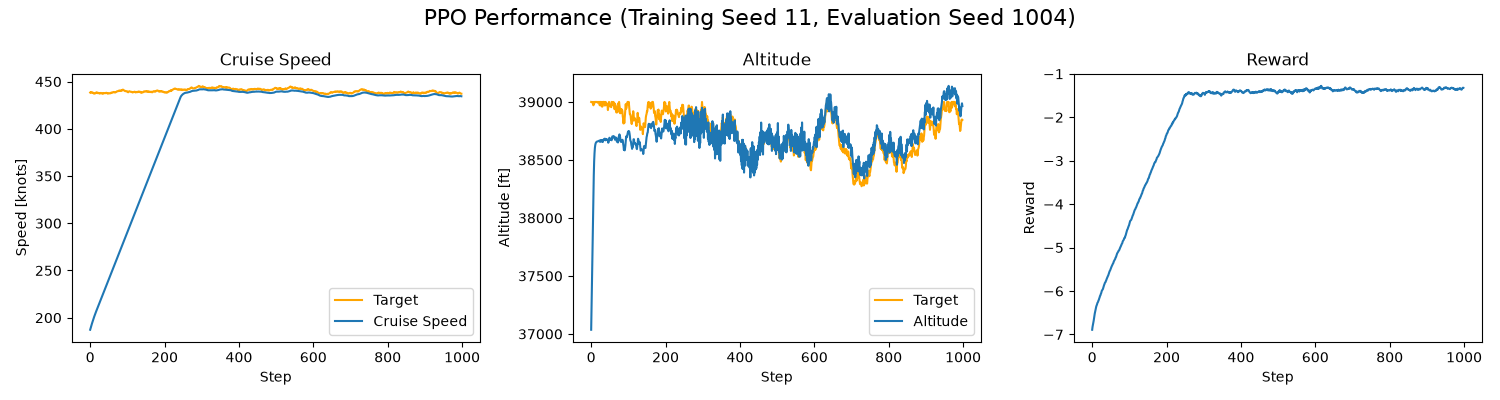 PPO Performance (Training Seed 11, Evaluation Seed 1004)
Cruise Speed
Speed [knots]
450
400
350
300
250
200
0 200 400 600 800 1000
Step
Target
Cruise Speed
Altitude
Altitude [ft]
39000
38500
38000
37500
37000
0 200 400 600 800 1000
Step
Target
Altitude
Reward
Reward
−1
−2
−3
−4
−5
−6
−7
0 200 400 600 800 1000
Step